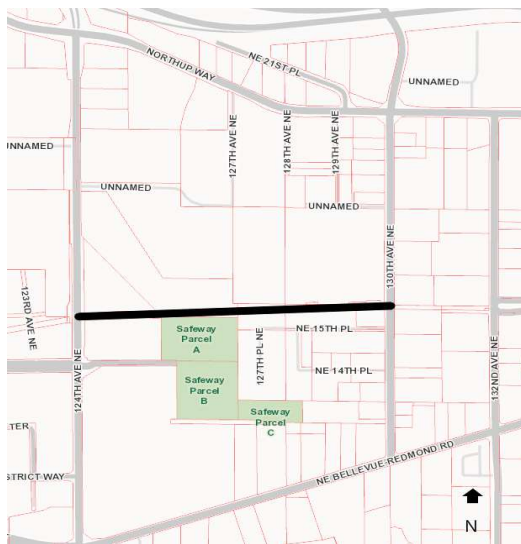 NORTHUP WAY
NE 21ST PL
UNNAMED
127TH AVE NE
128TH AVE NE
129TH AVE NE
UNNAMED
UNNAMED
UNNAMED
130TH AVE NE
123RD AVE NE
124TH AVE NE
Safeway
Parcel
A
127TH PL NE
NE 15TH PL
Safeway
Parcel
B
NE 14TH PL
132ND AVE NE
Safeway
Parcel
C
NE BELLEVUE-REDMOND RD
TER
STRICT WAY
N